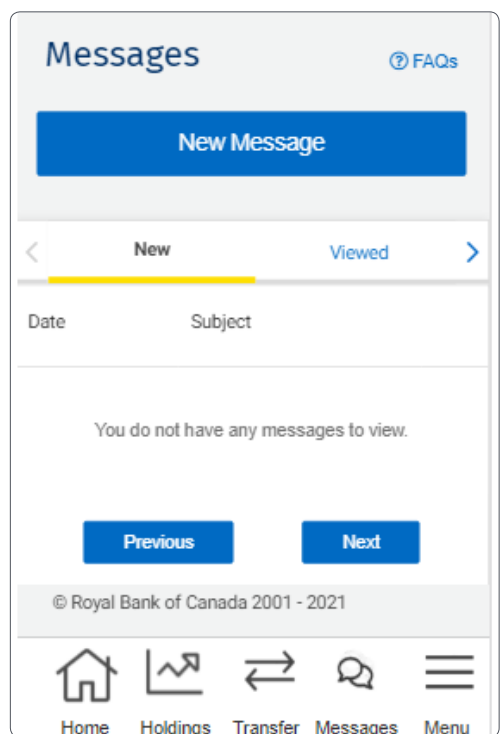 Messages
? FAQs
New Message
New Viewed
Date Subject
You do not have any messages to view.
Previous Next
© Royal Bank of Canada 2001 - 2021
Home Holdings Transfer Messages Menu